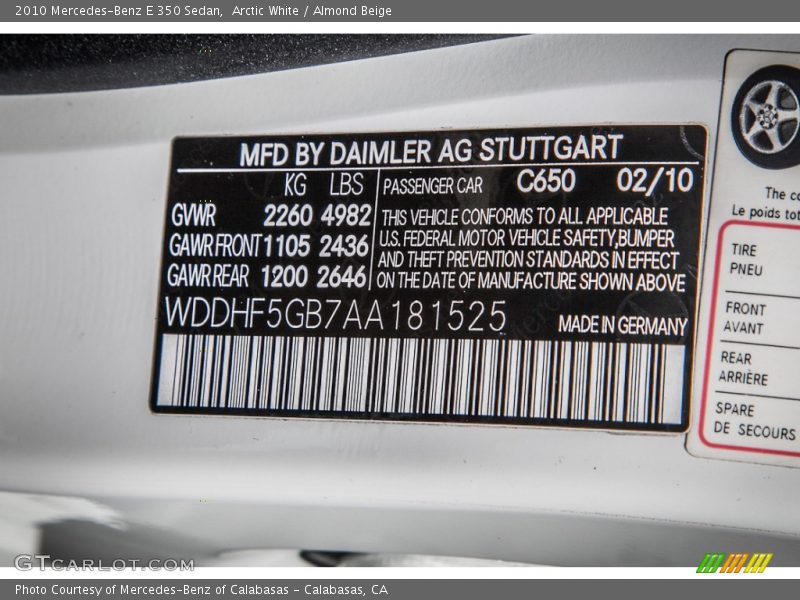 2010 Mercedes-Benz E 350 Sedan, Arctic White / Almond Beige
MFD BY DAIMLER AG STUTTGART
KG LBS
GVWR 2260 4982
GAWR FRONT 1105 2436
GAWR REAR 1200 2646
PASSENGER CAR C650 02/10
THIS VEHICLE CONFORMS TO ALL APPLICABLE
U.S. FEDERAL MOTOR VEHICLE SAFETY,BUMPER
AND THEFT PREVENTION STANDARDS IN EFFECT
ON THE DATE OF MANUFACTURE SHOWN ABOVE
WDDHF5GB7AA181525
MADE IN GERMANY
The
Le poids
TIRE
PNEU
FRONT
AVANT
REAR
ARRIÈRE
SPARE
DE SECOURS
GTCARLOT.COM
Photo Courtesy of Mercedes-Benz of Calabasas - Calabasas, CA